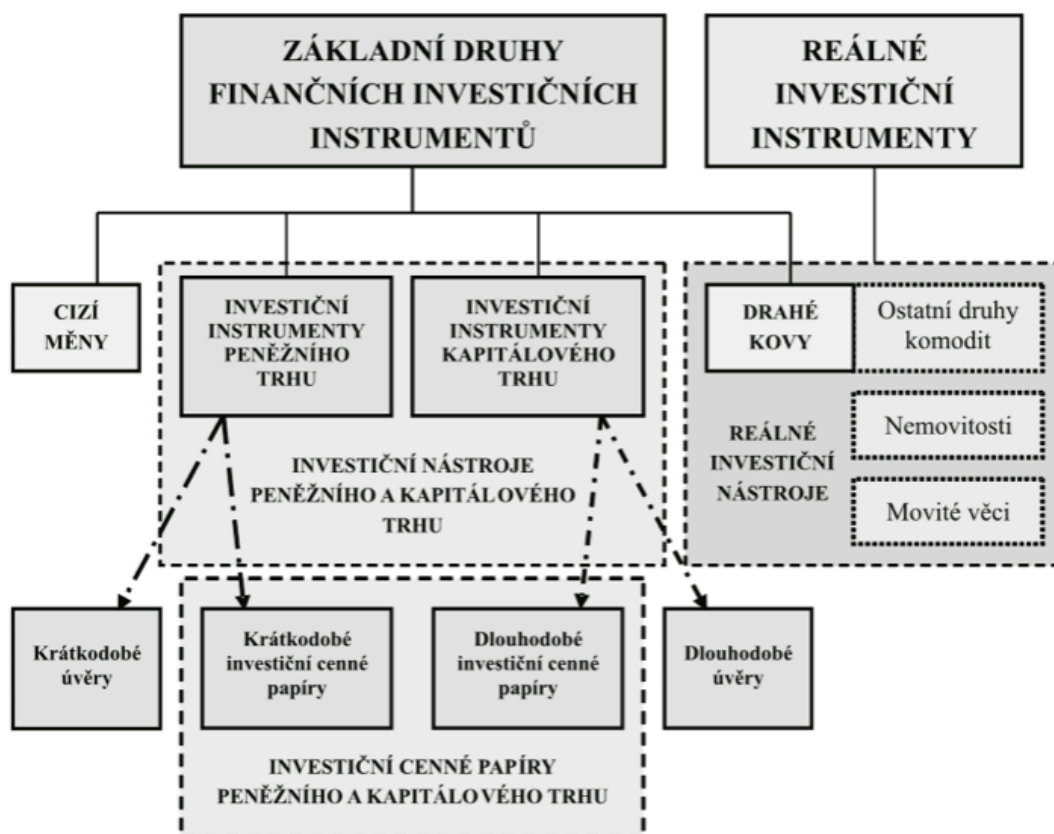 ZÁKLADNÍ DRUHY
FINANČNÍCH INVESTIČNÍCH
INSTRUMENTŮ
REÁLNÉ
INVESTIČNÍ
INSTRUMENTY
CIZÍ
MĚNY
INVESTIČNÍ
INSTRUMENTY
PENĚŽNÍHO
TRHU
INVESTIČNÍ
INSTRUMENTY
KAPITÁLOVÉHO
TRHU
DRAHÉ
KOVY
Ostatní druhy
komodit
INVESTIČNÍ NÁSTROJE
PENĚŽNÍHO A KAPITÁLOVÉHO
TRHU
REÁLNÉ
INVESTIČNÍ
NÁSTROJE
Nemovitosti
Movité věci
Krátkodobé
úvěry
Krátkodobé
investiční cenné
papíry
Dlouhodobé
investiční cenné
papíry
Dlouhodobé
úvěry
INVESTIČNÍ CENNÉ PAPÍRY
PENĚŽNÍHO A KAPITÁLOVÉHO TRHU